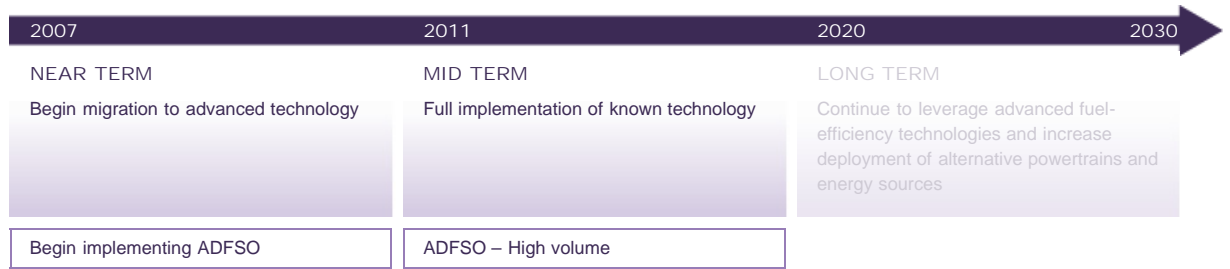 2007 2011 2020 2030
NEAR TERM
Begin migration to advanced technology
MID TERM
Full implementation of known technology
LONG TERM
Continue to leverage advanced fuel-
efficiency technologies and increase
deployment of alternative powertrains and
energy sources
Begin implementing ADFSO
ADFSO – High volume